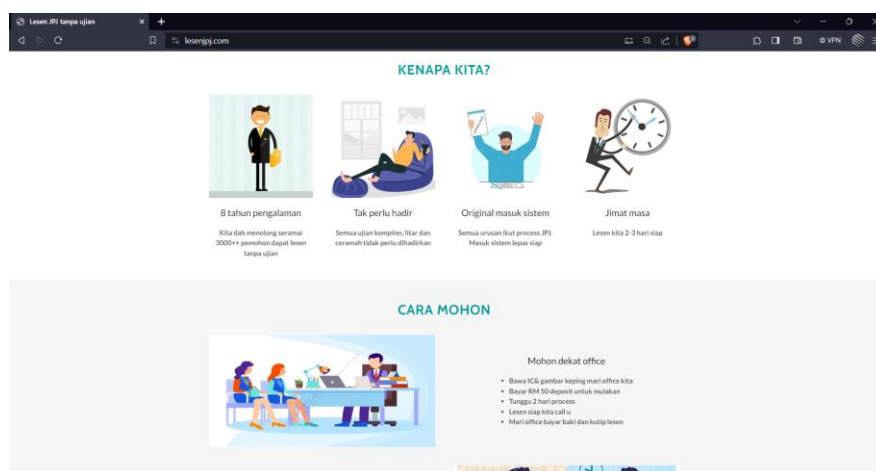 Lesen JPJ tanpa ujian
lesenjpj.com
VPN
KENAPA KITA?
8 tahun pengalaman
Kita dah menolong seramai
3000++ pemohon dapat lesen
tanpa ujian
Tak perlu hadir
Semua ujian kompiter, litar dan
ceramah tidak perlu dihadirkan
Original masuk sistem
Semua urusan ikut process JPJ.
Masuk sistem lepas siap
Jimat masa
Lesen kita 2-3 hari siap
CARA MOHON
Mohon dekat office
Bawa IC& gambar keping mari office kita
Bayar RM 50 deposit untuk mulakan
Tunggu 2 hari process
Lesen siap kita call u
Mari office bayar baki dan kutip lesen